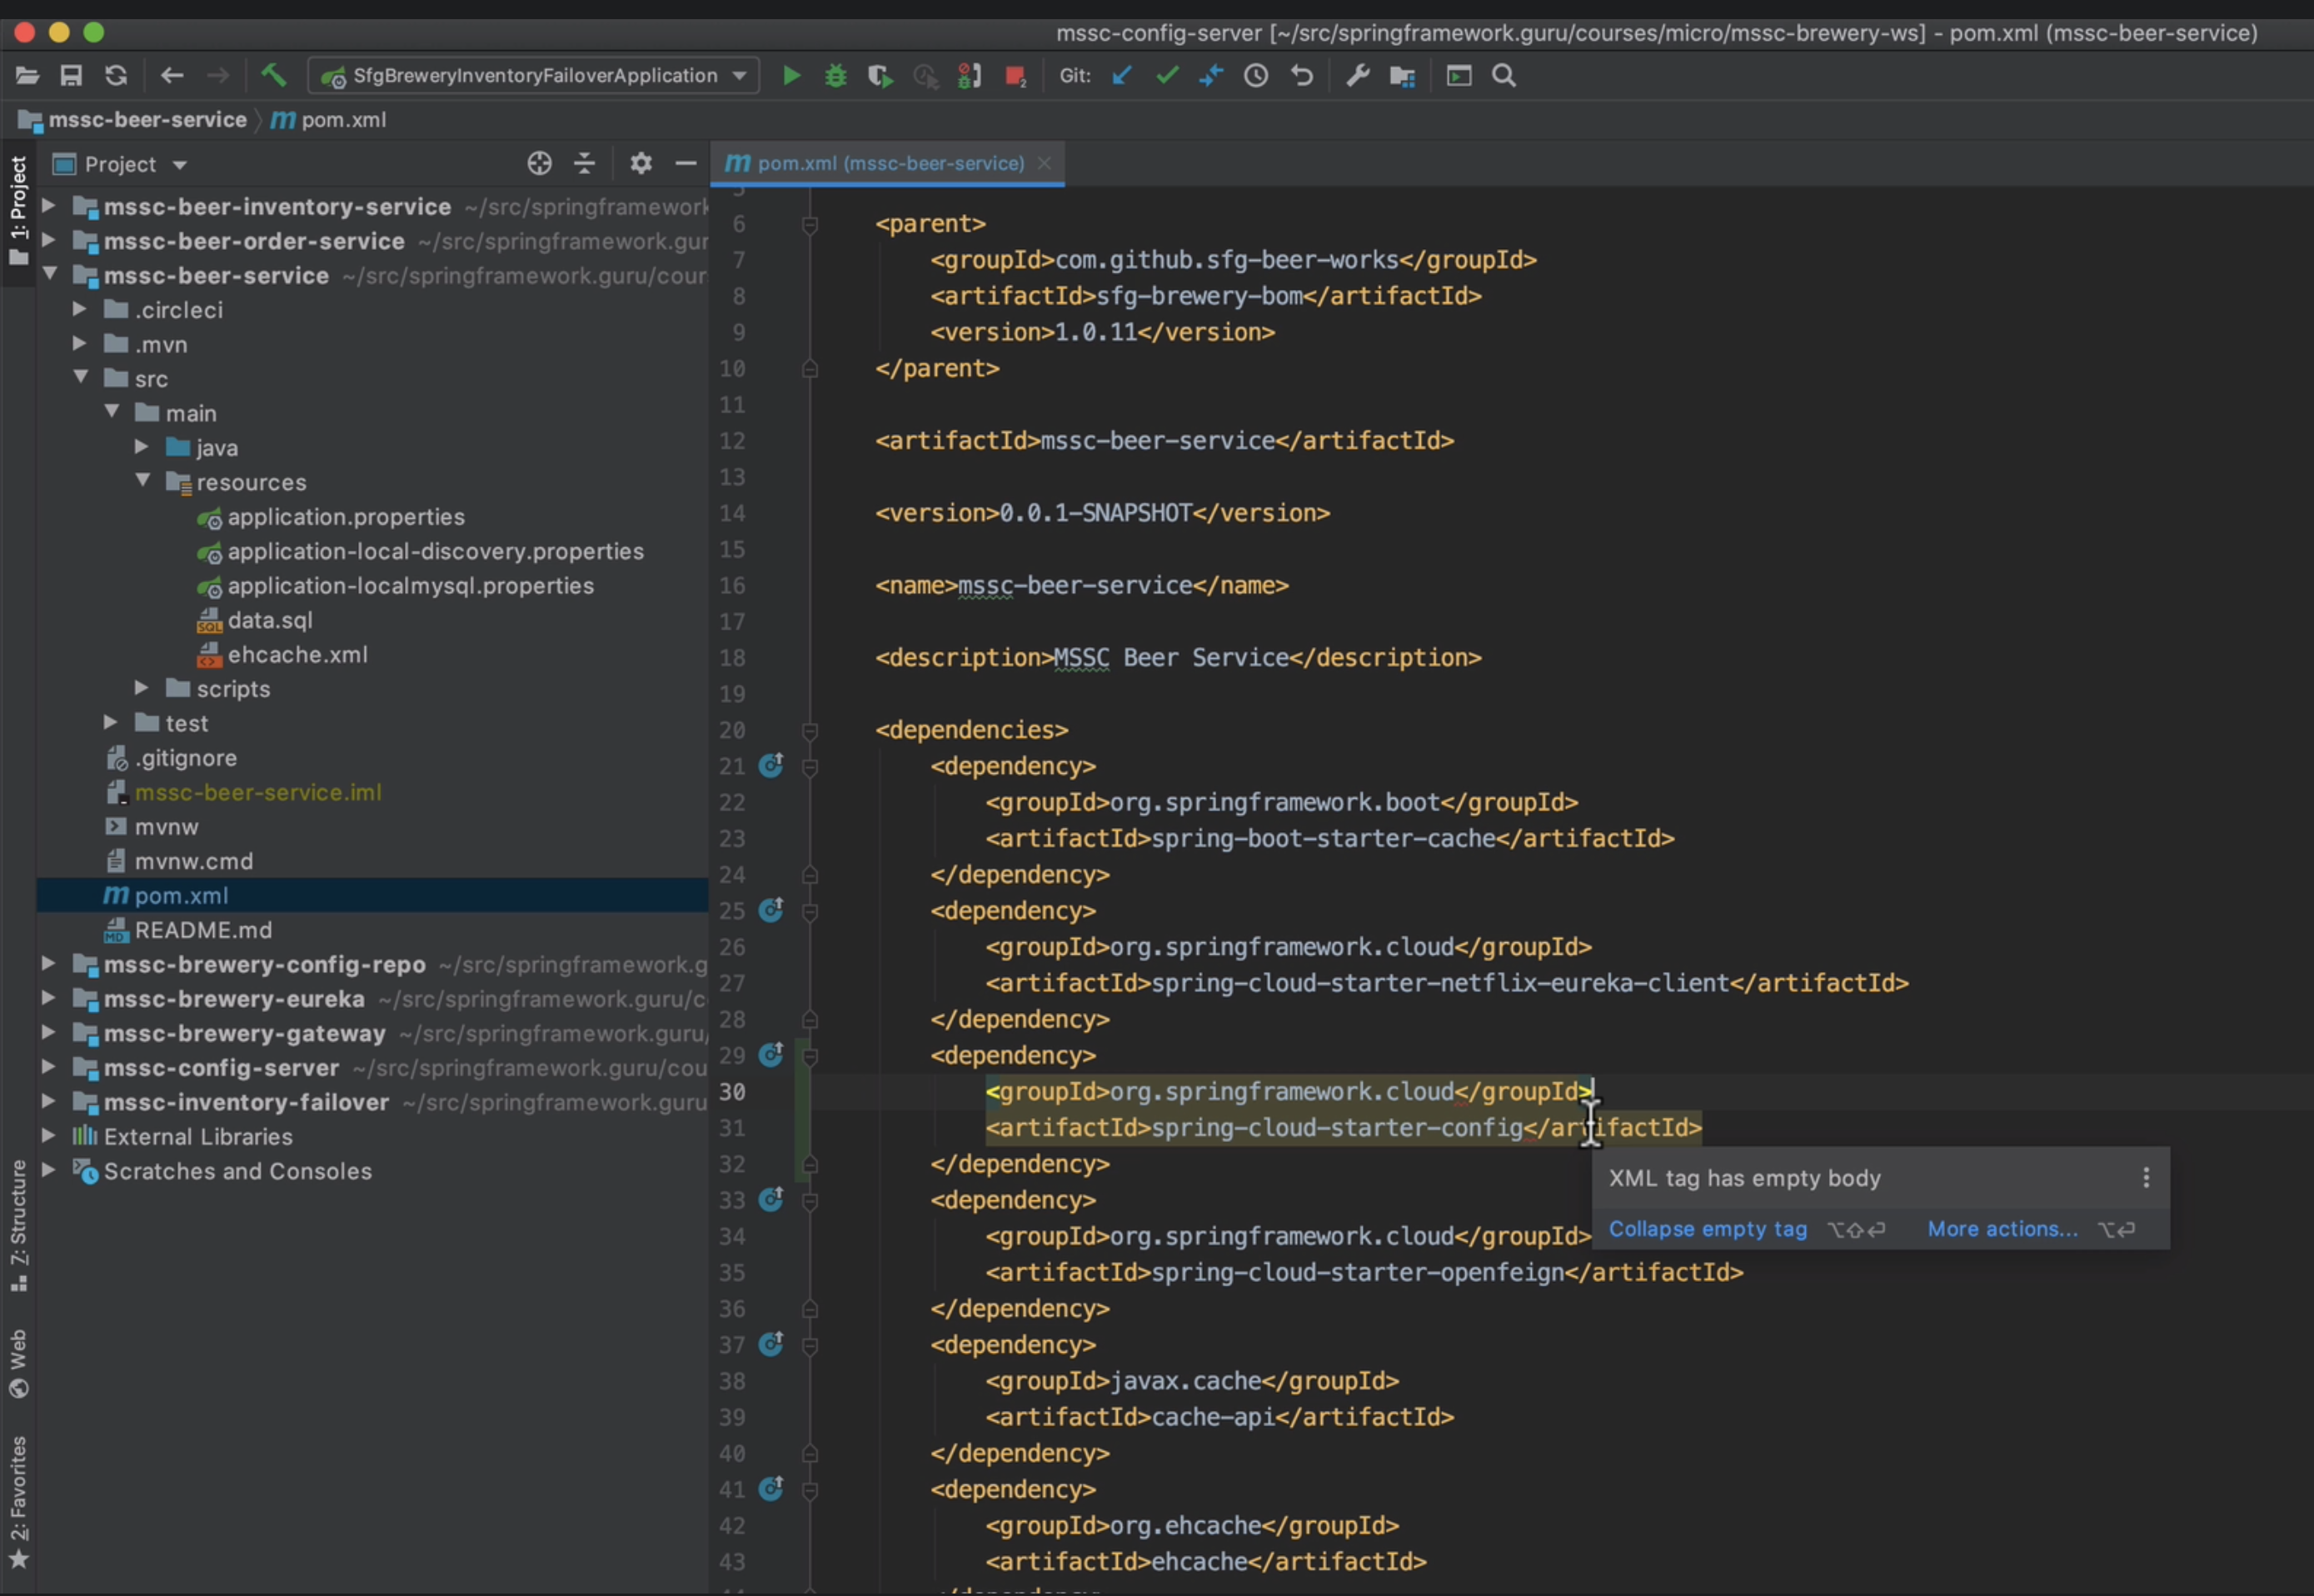 mssc-config-server [~/src/springframework.guru/courses/micro/mssc-brewery-ws] - pom.xml (mssc-beer-service)
SfgBreweryInventoryFailoverApplication
Git:
mssc-beer-service
pom.xml
1: Project
Project
pom.xml (mssc-beer-service)
mssc-beer-inventory-service ~/src/springframework
mssc-beer-order-service ~/src/springframework.gur
mssc-beer-service ~/src/springframework.guru/cour
.circleci
.mvn
src
main
java
resources
application.properties
application-local-discovery.properties
application-localmysql.properties
data.sql
ehcache.xml
scripts
test
.gitignore
mssc-beer-service.iml
mvnw
mvnw.cmd
pom.xml
README.md
mssc-brewery-config-repo ~/src/springframework.g
mssc-brewery-eureka ~/src/springframework.guru/c
mssc-brewery-gateway ~/src/springframework.guru/
mssc-config-server ~/src/springframework.guru/cou
mssc-inventory-failover ~/src/springframework.guru
External Libraries
Scratches and Consoles
7: Structure
Web
2: Favorites
6 <parent>
7 <groupId>com.github.sfg-beer-works</groupId>
8 <artifactId>sfg-brewery-bom</artifactId>
9 <version>1.0.11</version>
10 </parent>
11
12 <artifactId>mssc-beer-service</artifactId>
13
14 <version>0.0.1-SNAPSHOT</version>
15
16 <name>mssc-beer-service</name>
17
18 <description>MSSC Beer Service</description>
19
20 <dependencies>
21 <dependency>
22 <groupId>org.springframework.boot</groupId>
23 <artifactId>spring-boot-starter-cache</artifactId>
24 </dependency>
25 <dependency>
26 <groupId>org.springframework.cloud</groupId>
27 <artifactId>spring-cloud-starter-netflix-eureka-client</artifactId>
28 </dependency>
29 <dependency>
30 <groupId>org.springframework.cloud</groupId>
31 <artifactId>spring-cloud-starter-config</artifactId>
32 </dependency>
33 <dependency>
34 <groupId>org.springframework.cloud</groupId>
35 <artifactId>spring-cloud-starter-openfeign</artifactId>
36 </dependency>
37 <dependency>
38 <groupId>javax.cache</groupId>
39 <artifactId>cache-api</artifactId>
40 </dependency>
41 <dependency>
42 <groupId>org.ehcache</groupId>
43 <artifactId>ehcache</artifactId>
XML tag has empty body
Collapse empty tag ⌥⇧⏎ More actions... ⌥⏎